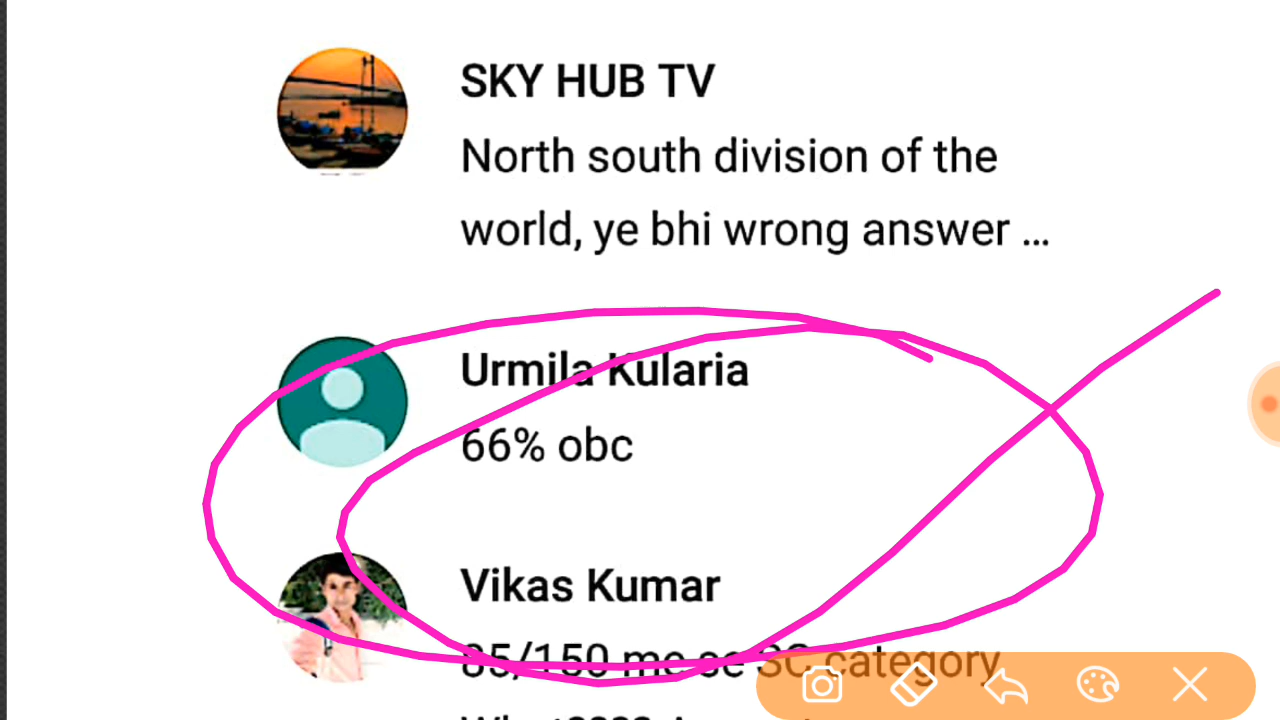 SKY HUB TV
North south division of the
world, ye bhi wrong answer ...
Urmila Kularia
66% obc
Vikas Kumar
85/150 me se SC category